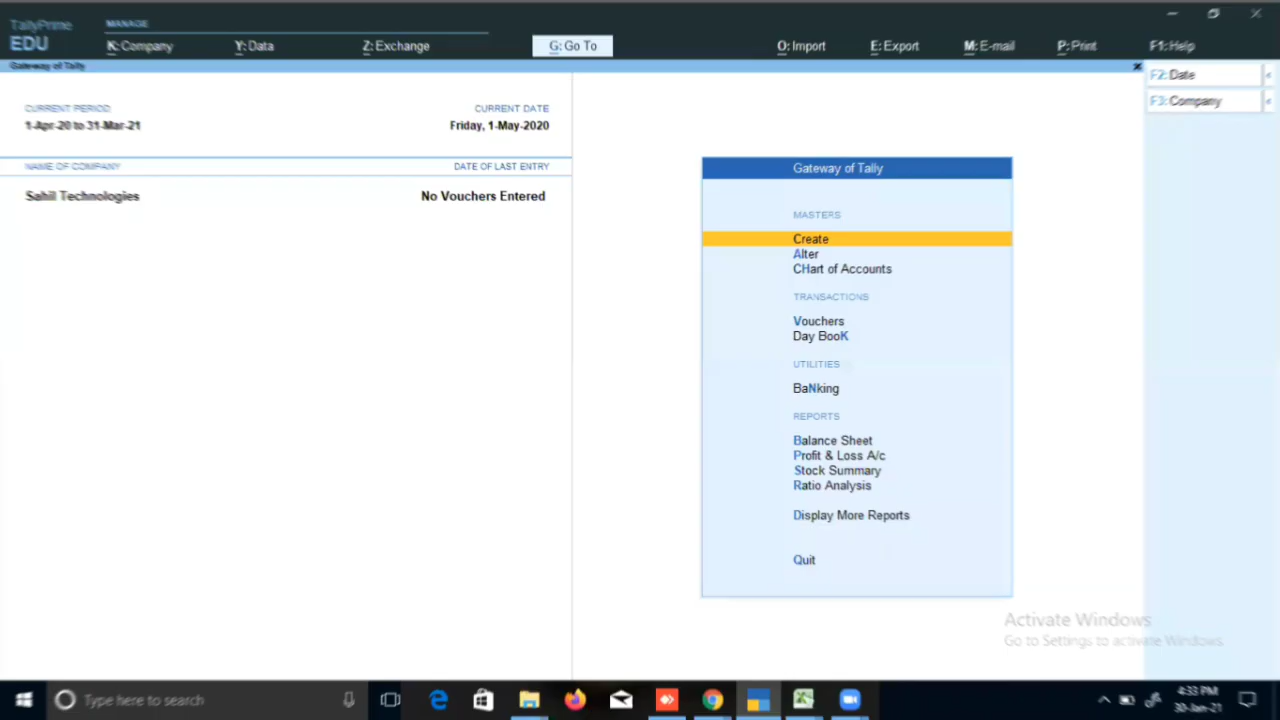 TallyPrime
EDU
MANAGE
K:Company Y:Data Z:Exchange G: Go To O:Import E:Export M:E-mail P:Print F1:Help
Gateway of Tally
F2:Date
F3:Company
CURRENT PERIOD CURRENT DATE
1-Apr-20 to 31-Mar-21 Friday, 1-May-2020
NAME OF COMPANY DATE OF LAST ENTRY
Sahil Technologies No Vouchers Entered
Gateway of Tally
MASTERS
Create
Alter
CHart of Accounts
TRANSACTIONS
Vouchers
Day BooK
UTILITIES
BaNking
REPORTS
Balance Sheet
Profit & Loss A/c
Stock Summary
Ratio Analysis
Display More Reports
Quit
Activate Windows
Go to Settings to activate Windows.
Type here to search
4:33 PM
30-Jan-21